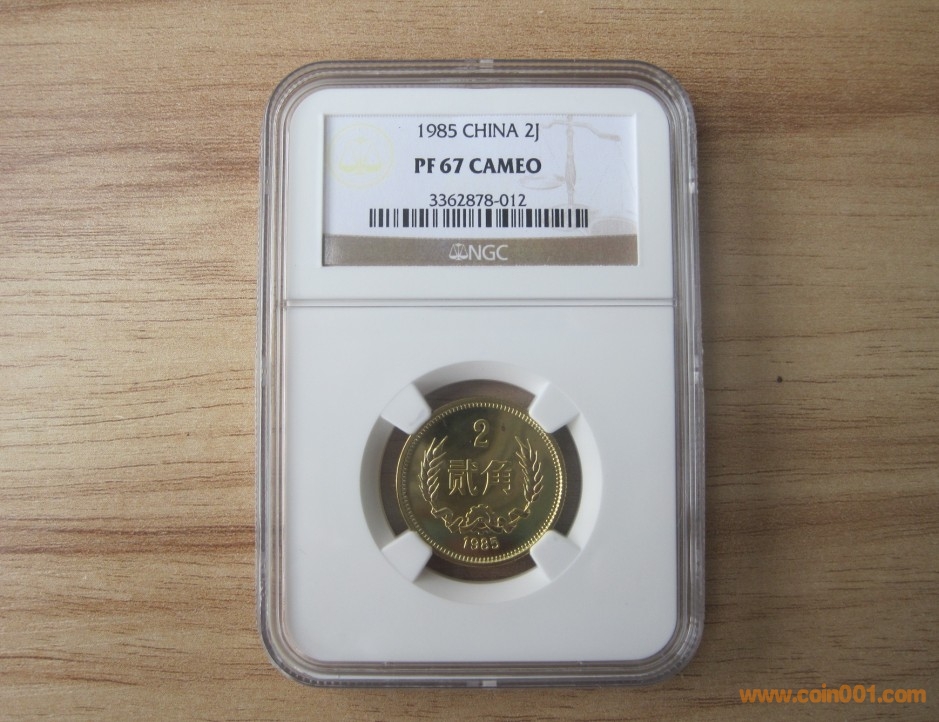 1985 CHINA 2J
PF 67 CAMEO
3362878-012
NGC
2
贰角
1985
www.coin001.com